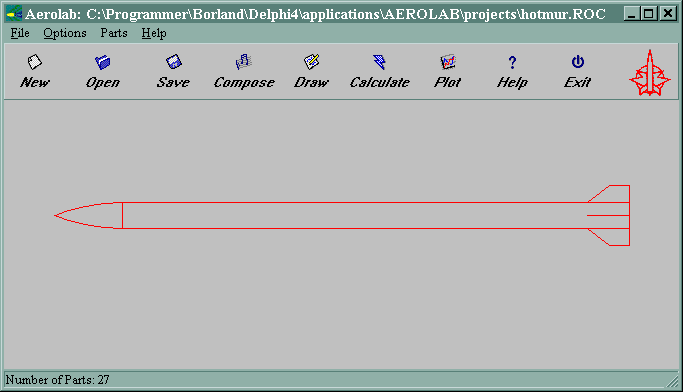 Aerolab: C:\Programmer\Borland\Delphi4\applications\AEROLAB\projects\hotmur.ROC
File Options Parts Help
New Open Save Compose Draw Calculate Plot Help Exit
Number of Parts: 27